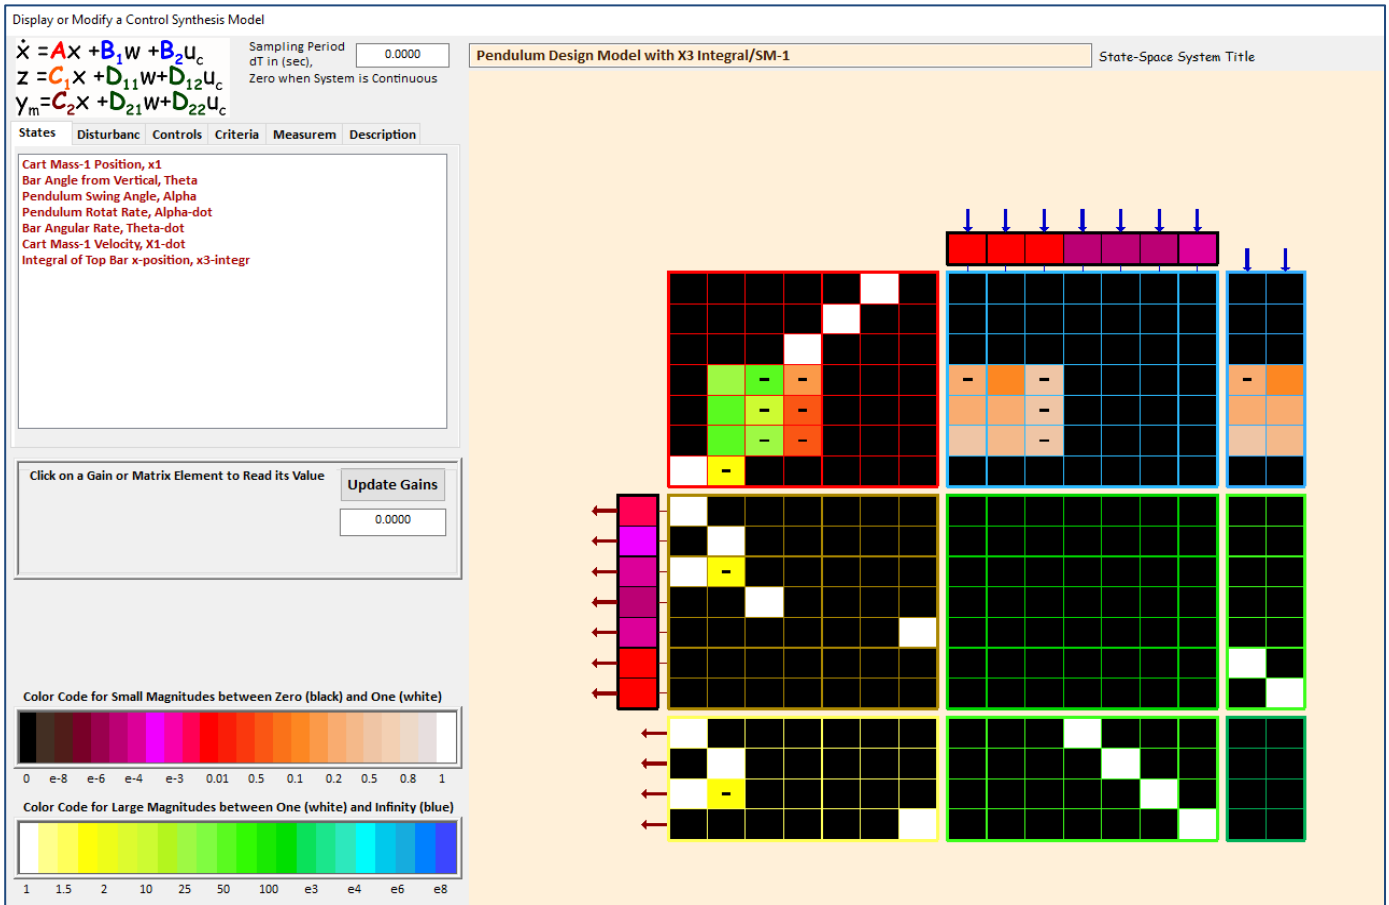 Display or Modify a Control Synthesis Model
ẋ =Ax +B₁w +B₂u꜀
z =C₁x +D₁₁w+D₁₂u꜀
yₘ=C₂x +D₂₁w+D₂₂u꜀
Sampling Period
dT in (sec),
Zero when System is Continuous
0.0000
Pendulum Design Model with X3 Integral/SM-1
State-Space System Title
States Disturbanc Controls Criteria Measurem Description
Cart Mass-1 Position, x1
Bar Angle from Vertical, Theta
Pendulum Swing Angle, Alpha
Pendulum Rotat Rate, Alpha-dot
Bar Angular Rate, Theta-dot
Cart Mass-1 Velocity, X1-dot
Integral of Top Bar x-position, x3-integr
Click on a Gain or Matrix Element to Read its Value
Update Gains
0.0000
- -
-
-
- -
- -
-
-
-
-
-
-
-
Color Code for Small Magnitudes between Zero (black) and One (white)
0 e-8 e-6 e-4 e-3 0.01 0.5 0.1 0.2 0.5 0.8 1
Color Code for Large Magnitudes between One (white) and Infinity (blue)
1 1.5 2 10 25 50 100 e3 e4 e6 e8